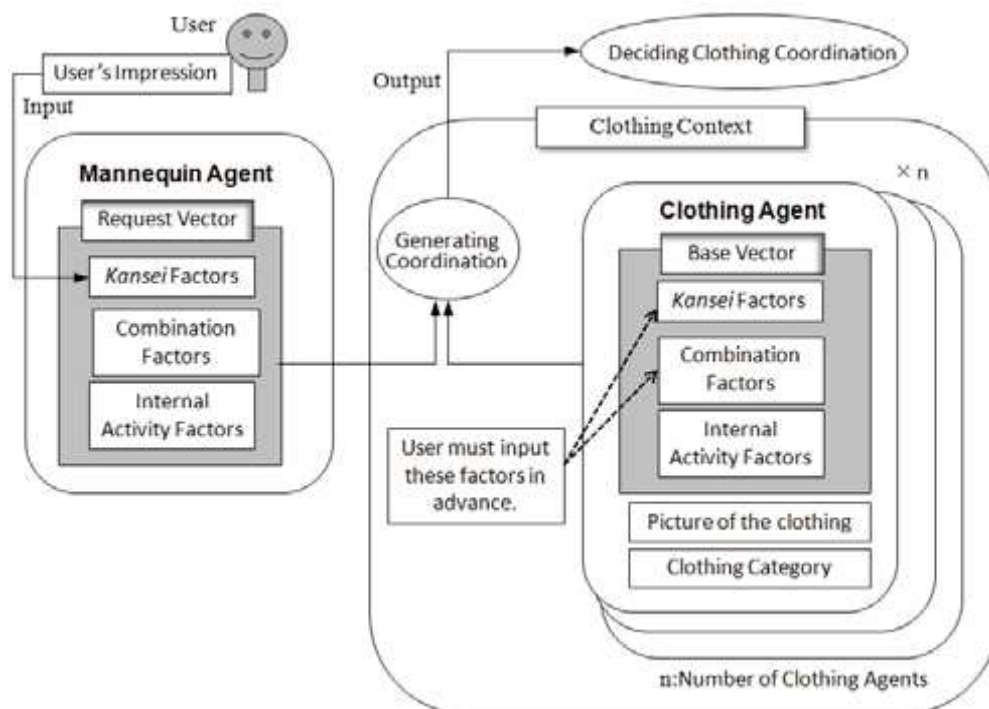 User
User's Impression
Input
Mannequin Agent
Request Vector
Kansei Factors
Combination
Factors
Internal
Activity Factors
Output
Deciding Clothing Coordination
Clothing Context
× n
Generating
Coordination
Clothing Agent
Base Vector
Kansei Factors
Combination
Factors
Internal
Activity Factors
User must input
these factors in
advance.
Picture of the clothing
Clothing Category
n:Number of Clothing Agents